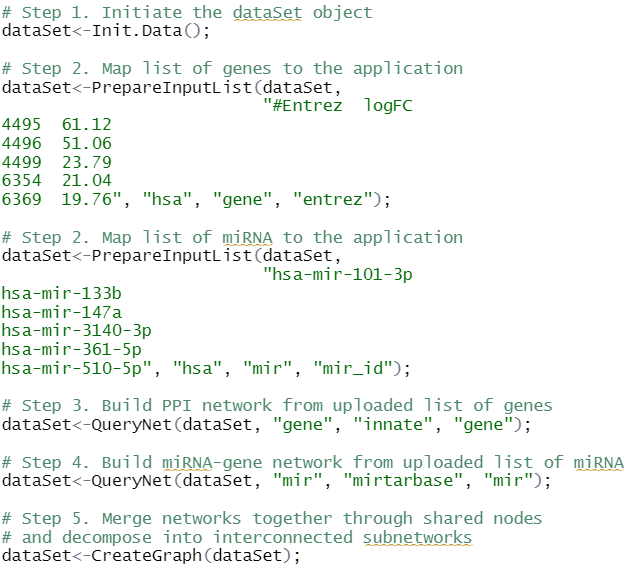 # Step 1. Initiate the dataSet object
dataSet<-Init.Data();
# Step 2. Map list of genes to the application
dataSet<-PrepareInputList(dataSet,
"#Entrez  logFC
4495  61.12
4496  51.06
4499  23.79
6354  21.04
6369  19.76", "hsa", "gene", "entrez");
# Step 2. Map list of miRNA to the application
dataSet<-PrepareInputList(dataSet,
"hsa-mir-101-3p
hsa-mir-133b
hsa-mir-147a
hsa-mir-3140-3p
hsa-mir-361-5p
hsa-mir-510-5p", "hsa", "mir", "mir_id");
# Step 3. Build PPI network from uploaded list of genes
dataSet<-QueryNet(dataSet, "gene", "innate", "gene");
# Step 4. Build miRNA-gene network from uploaded list of miRNA
dataSet<-QueryNet(dataSet, "mir", "mirtarbase", "mir");
# Step 5. Merge networks together through shared nodes
# and decompose into interconnected subnetworks
dataSet<-CreateGraph(dataSet);